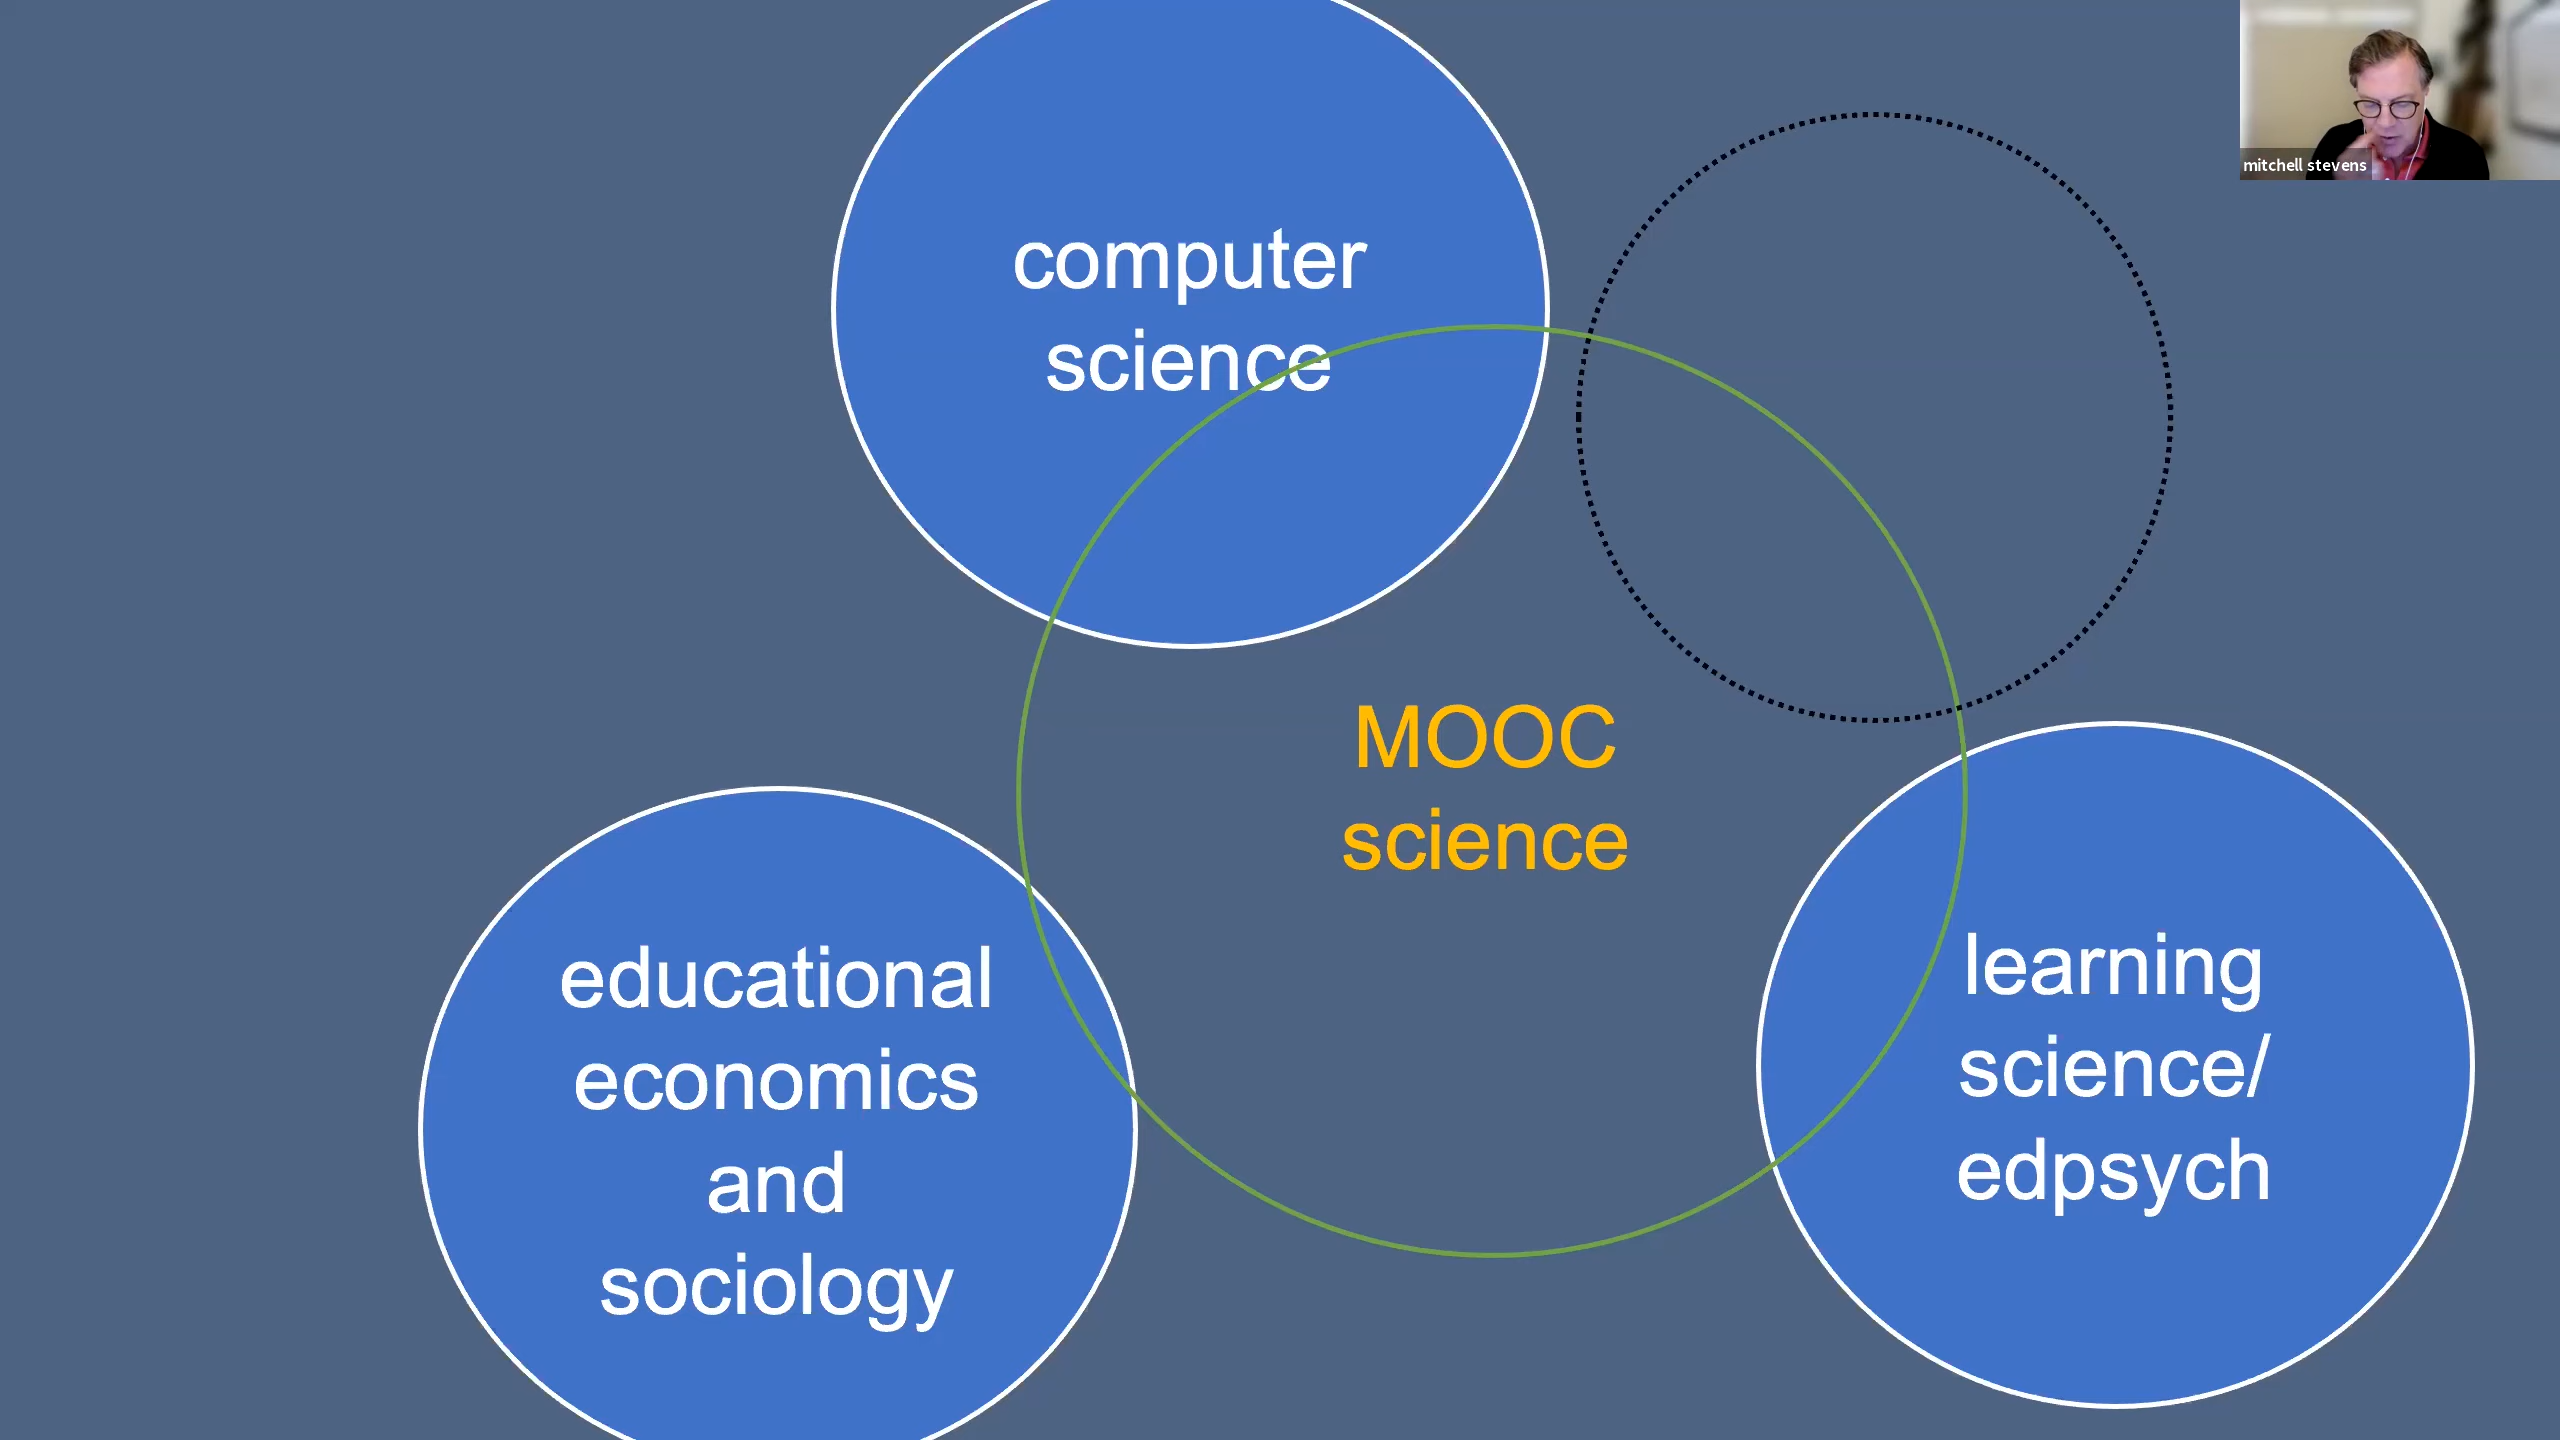 computer
science
mitchell stevens
MOOC
science
educational
economics
and
sociology
learning
science/
edpsych